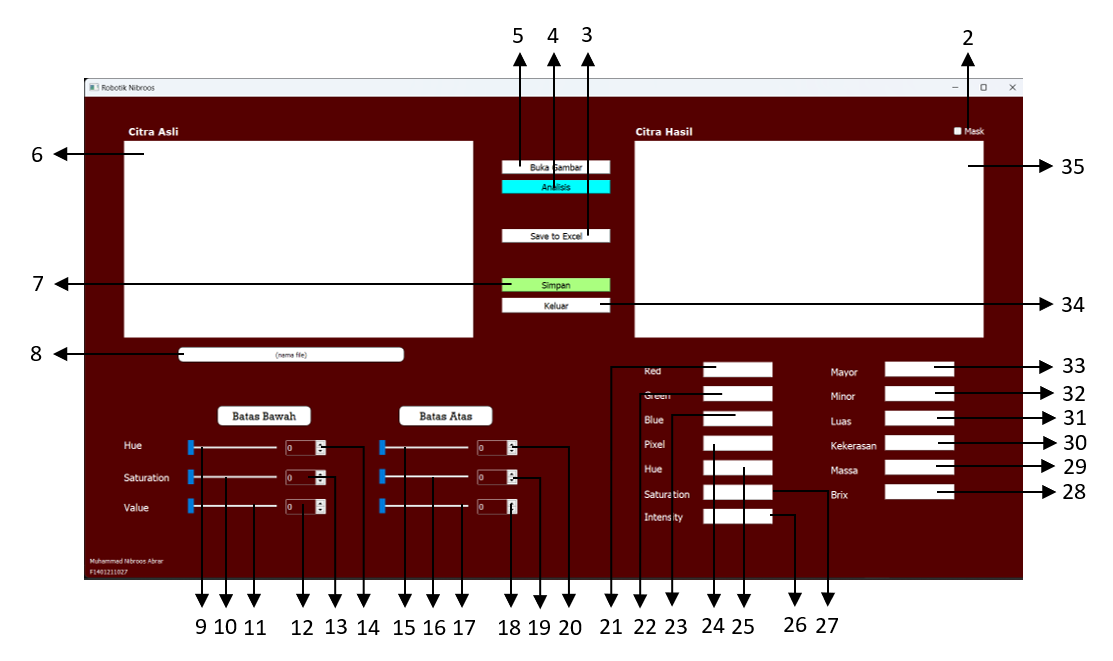 5 4 3 2
Robotik Nibroos
Citra Asli
Citra Hasil
Mask
6
35
Buka Gambar
Analisis
Save to Excel
7
Simpan
Keluar
34
8
(nama file)
Red
Mayor
33
Green
Minor
32
Blue
Luas
31
Pixel
Kekerasan
30
Hue
Massa
29
Saturation
Brix
28
Intensity
Batas Bawah
Batas Atas
Hue
0
0
Saturation
0
0
Value
0
0
Muhammad Nibroos Abrar
F1401211027
9 10 11 12 13 14 15 16 17 18 19 20 21 22 23 24 25 26 27